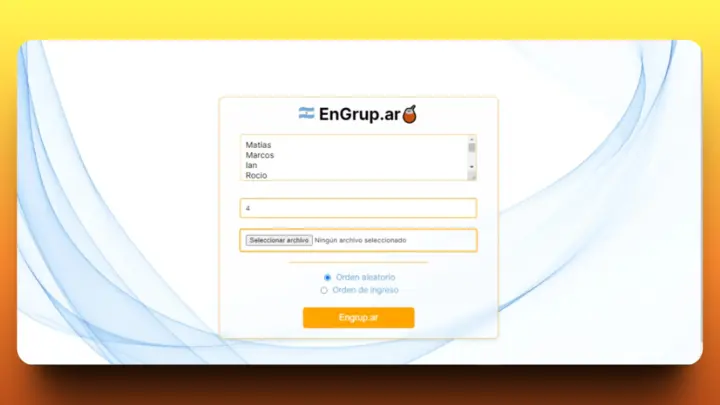 EnGrup.ar
Matias
Marcos
Ian
Rocio
4
Seleccionar archivo Ningún archivo seleccionado
Orden aleatorio
Orden de ingreso
Engrup.ar